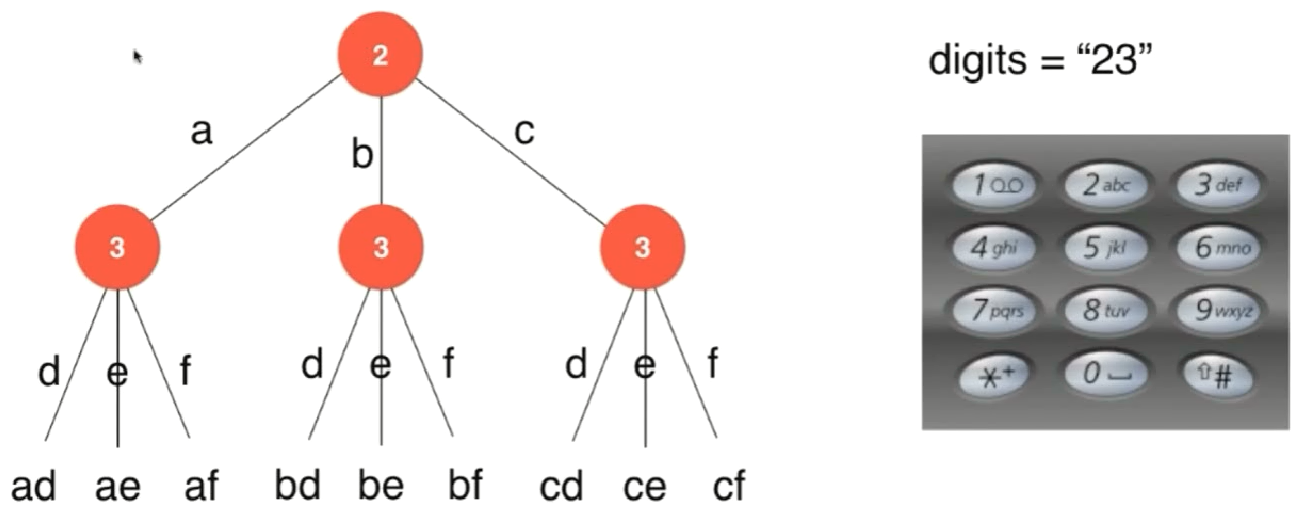 digits = “23”
2
a
b
c
3
3
3
d
e
f
d
e
f
d
e
f
ad ae af bd be bf cd ce cf
1 2 abc 3 def
4 ghi 5 jkl 6 mno
7 pqrs 8 tuv 9 wxyz
*+ 0 ⇧#